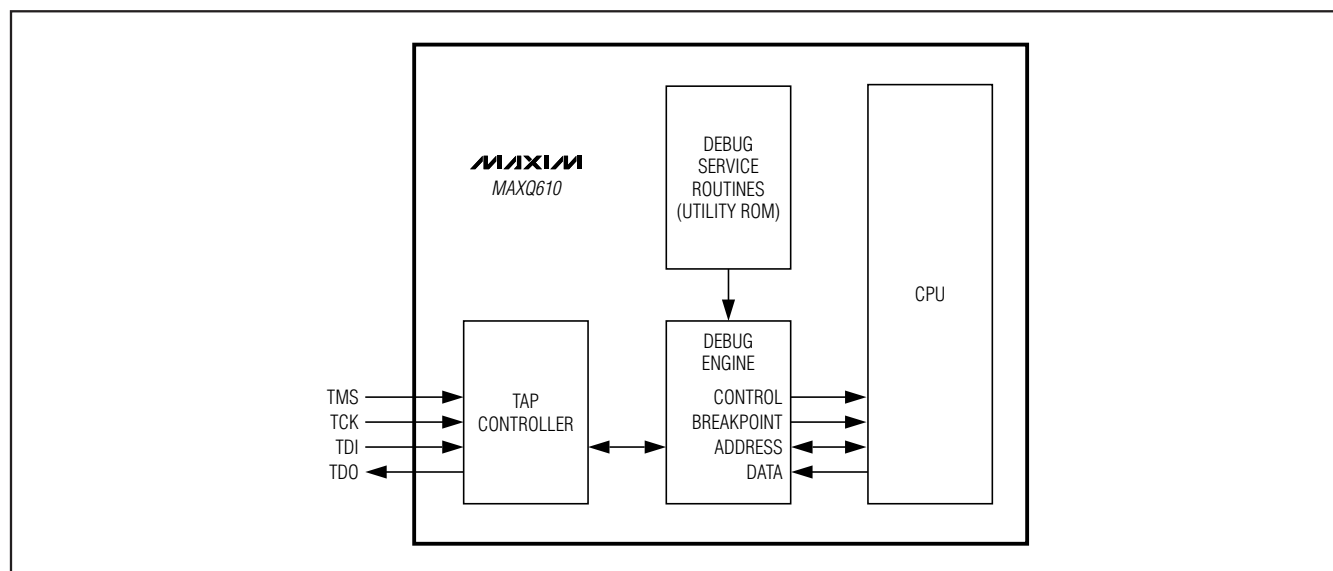 MAXIM
MAXQ610
DEBUG
SERVICE
ROUTINES
(UTILITY ROM)
CPU
TAP
CONTROLLER
DEBUG
ENGINE
CONTROL
BREAKPOINT
ADDRESS
DATA
TMS
TCK
TDI
TDO